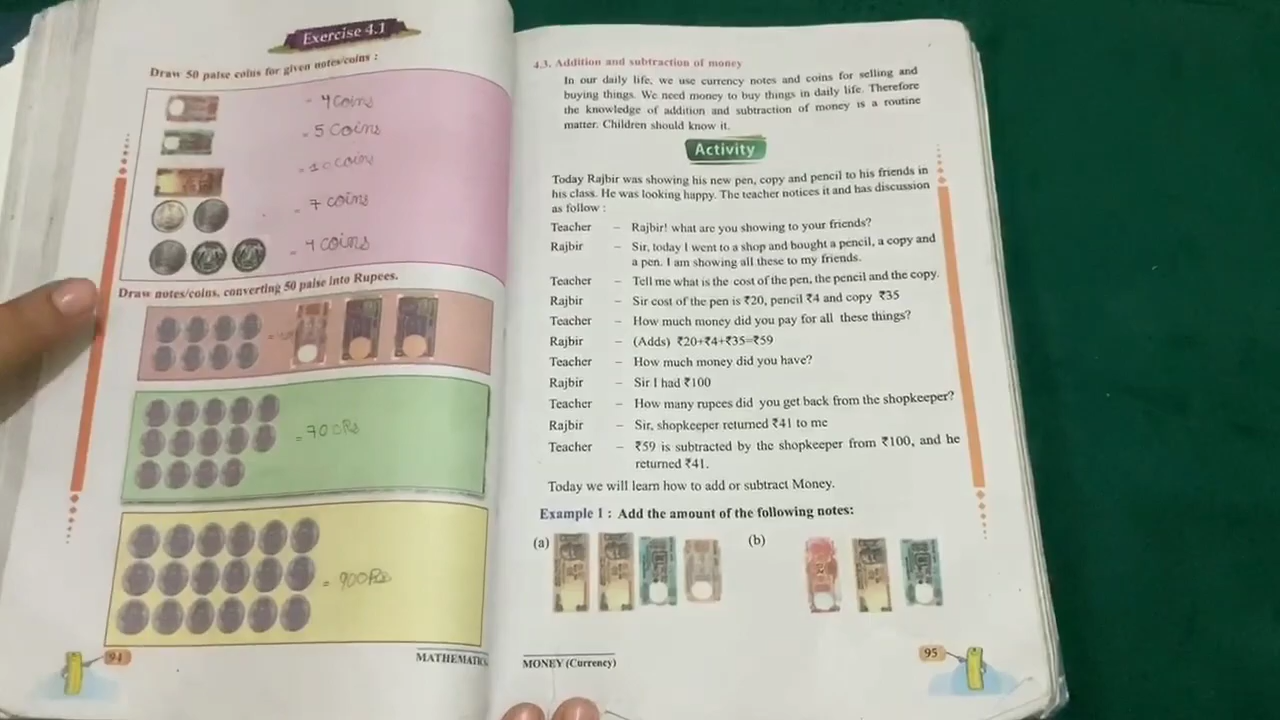 Exercise 4.1
Draw 50 paise coins for given notes/coins :
= 4 coins
= 5 coins
coins
= 7 coins
= 4 coins
Draw notes/coins, converting 50 paise into Rupees.
= 700Rs
= 900Rs
94
MATHEMATIC
4.3. Addition and subtraction of money
In our daily life, we use currency notes and coins for selling and
buying things. We need money to buy things in daily life. Therefore
the knowledge of addition and subtraction of money is a routine
matter. Children should know it.
Activity
Today Rajbir was showing his new pen, copy and pencil to his friends in
his class. He was looking happy. The teacher notices it and has discussion
as follow :
Teacher – Rajbir! what are you showing to your friends?
Rajbir – Sir, today I went to a shop and bought a pencil, a copy and
a pen. I am showing all these to my friends.
Teacher – Tell me what is the cost of the pen, the pencil and the copy.
Rajbir – Sir cost of the pen is ₹20, pencil ₹4 and copy ₹35
Teacher – How much money did you pay for all these things?
Rajbir – (Adds) ₹20+₹4+₹35=₹59
Teacher – How much money did you have?
Rajbir – Sir I had ₹100
Teacher – How many rupees did you get back from the shopkeeper?
Rajbir – Sir, shopkeeper returned ₹41 to me
Teacher – ₹59 is subtracted by the shopkeeper from ₹100, and he
returned ₹41.
Today we will learn how to add or subtract Money.
Example 1 : Add the amount of the following notes:
(a) (b)
MONEY (Currency)
95